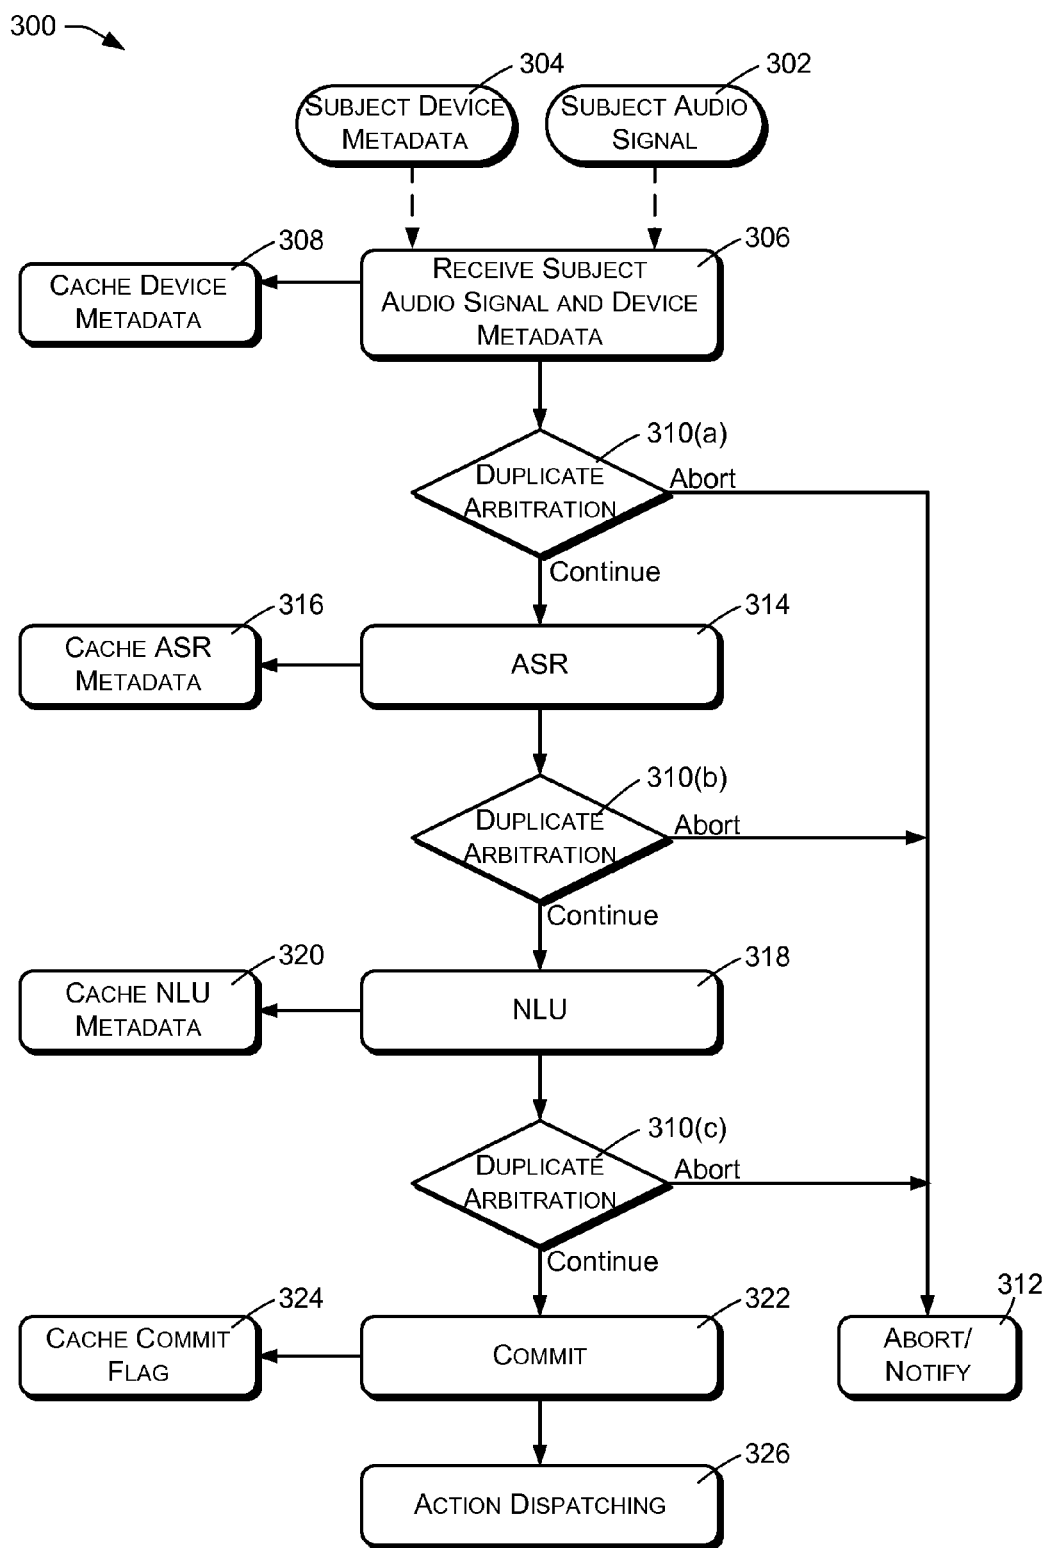 300
304
302
SUBJECT DEVICE
METADATA
SUBJECT AUDIO
SIGNAL
308
306
CACHE DEVICE
METADATA
RECEIVE SUBJECT
AUDIO SIGNAL AND DEVICE
METADATA
310(a)
DUPLICATE
ARBITRATION
Abort
Continue
316
314
CACHE ASR
METADATA
ASR
310(b)
DUPLICATE
ARBITRATION
Abort
Continue
320
318
CACHE NLU
METADATA
NLU
310(c)
DUPLICATE
ARBITRATION
Abort
Continue
324
322
312
CACHE COMMIT
FLAG
COMMIT
ABORT/
NOTIFY
326
ACTION DISPATCHING